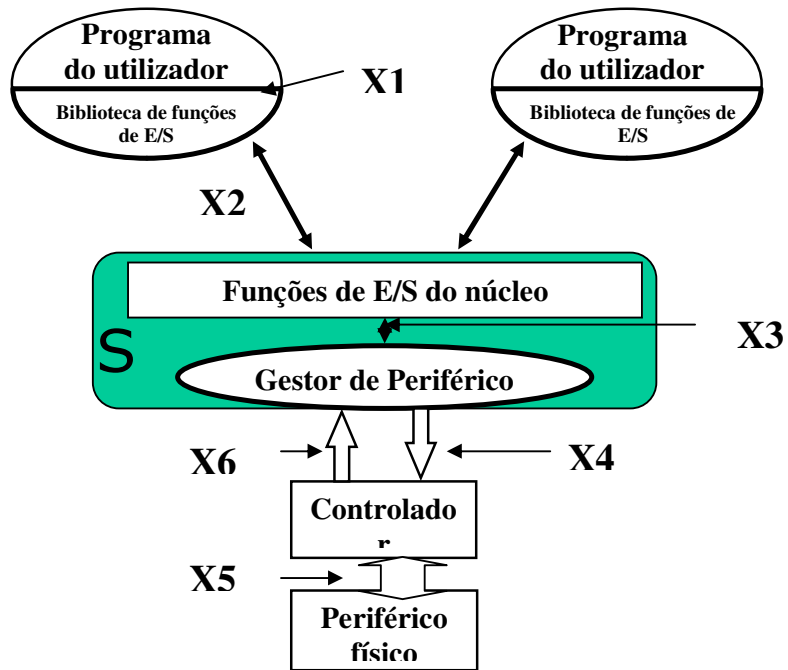 Programa
do utilizador
Biblioteca de funções
de E/S
X1
Programa
do utilizador
Biblioteca de funções de
E/S
X2
Funções de E/S do núcleo
X3
S
Gestor de Periférico
X6
X4
Controlado
r
X5
Periférico
físico